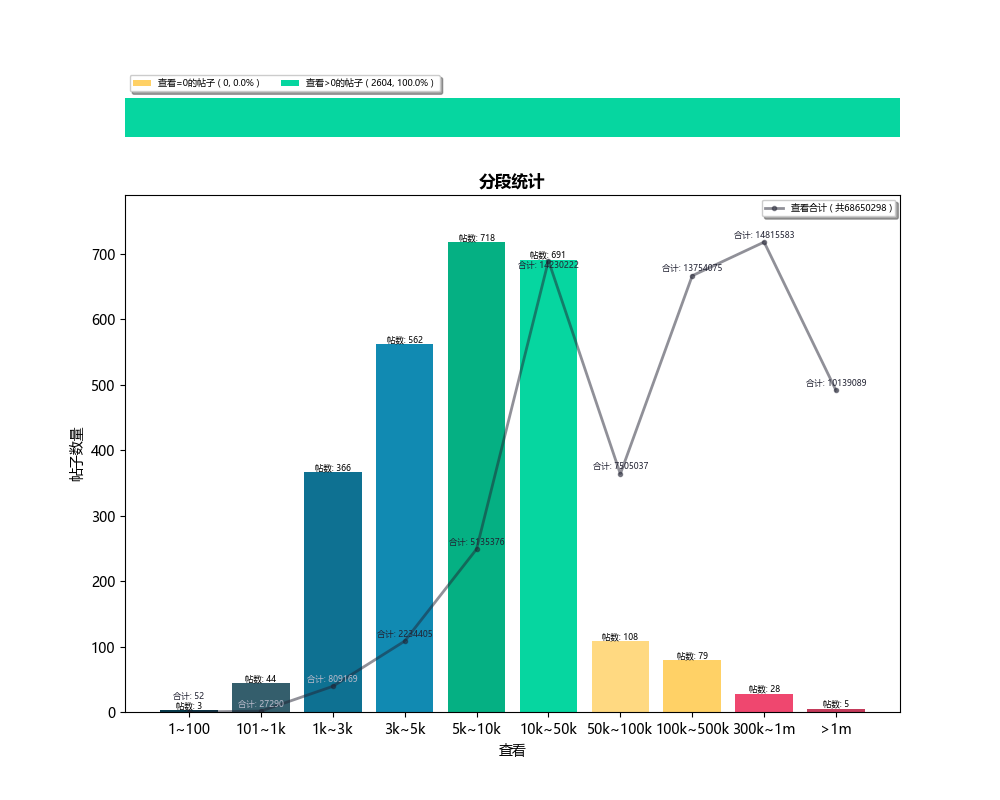 查看=0的帖子 ( 0, 0.0% ) 查看>0的帖子 ( 2604, 100.0% )
分段统计
查看合计 ( 共68650298 )
帖子数量
700
600
500
400
300
200
100
0
帖数: 3
帖数: 44
帖数: 366
帖数: 562
帖数: 718
帖数: 691
帖数: 108
帖数: 79
帖数: 28
帖数: 5
合计: 52
合计: 27290
合计: 809169
合计: 2234405
合计: 5135376
合计: 14230222
合计: 7505037
合计: 13754075
合计: 14815583
合计: 10139089
1~100 101~1k 1k~3k 3k~5k 5k~10k 10k~50k 50k~100k 100k~500k 300k~1m >1m
查看